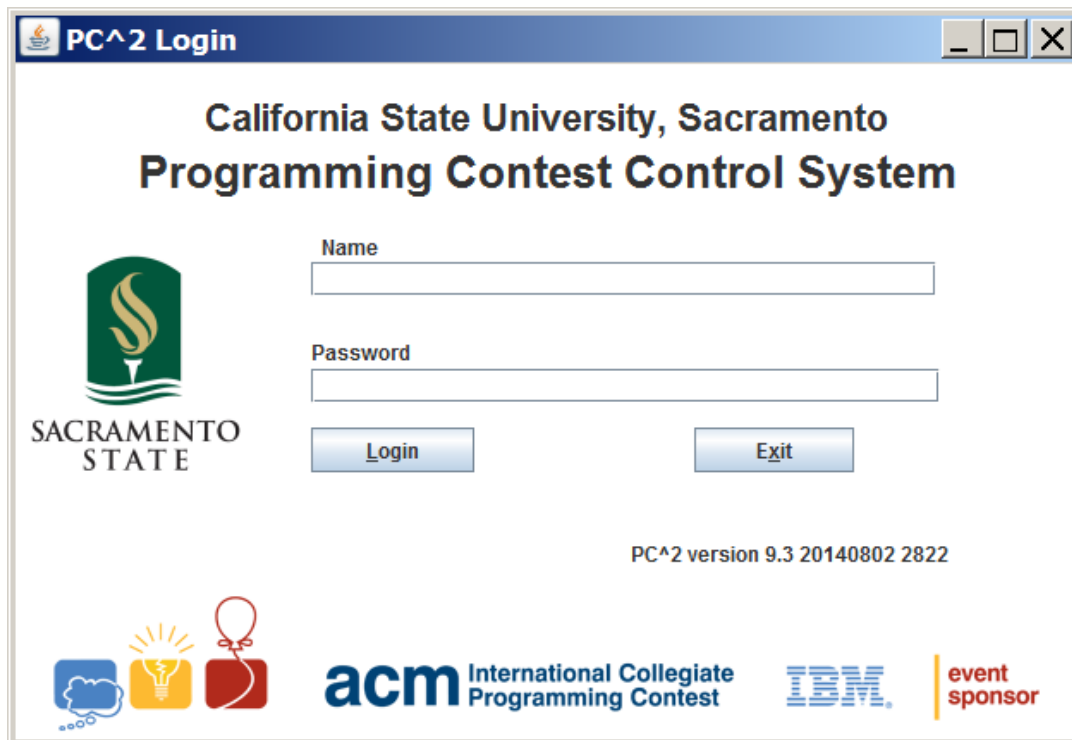 PC^2 Login
California State University, Sacramento
Programming Contest Control System
Name
Password
SACRAMENTO
STATE
Login
Exit
PC^2 version 9.3 20140802 2822
acm International Collegiate
Programming Contest
IBM.
event
sponsor